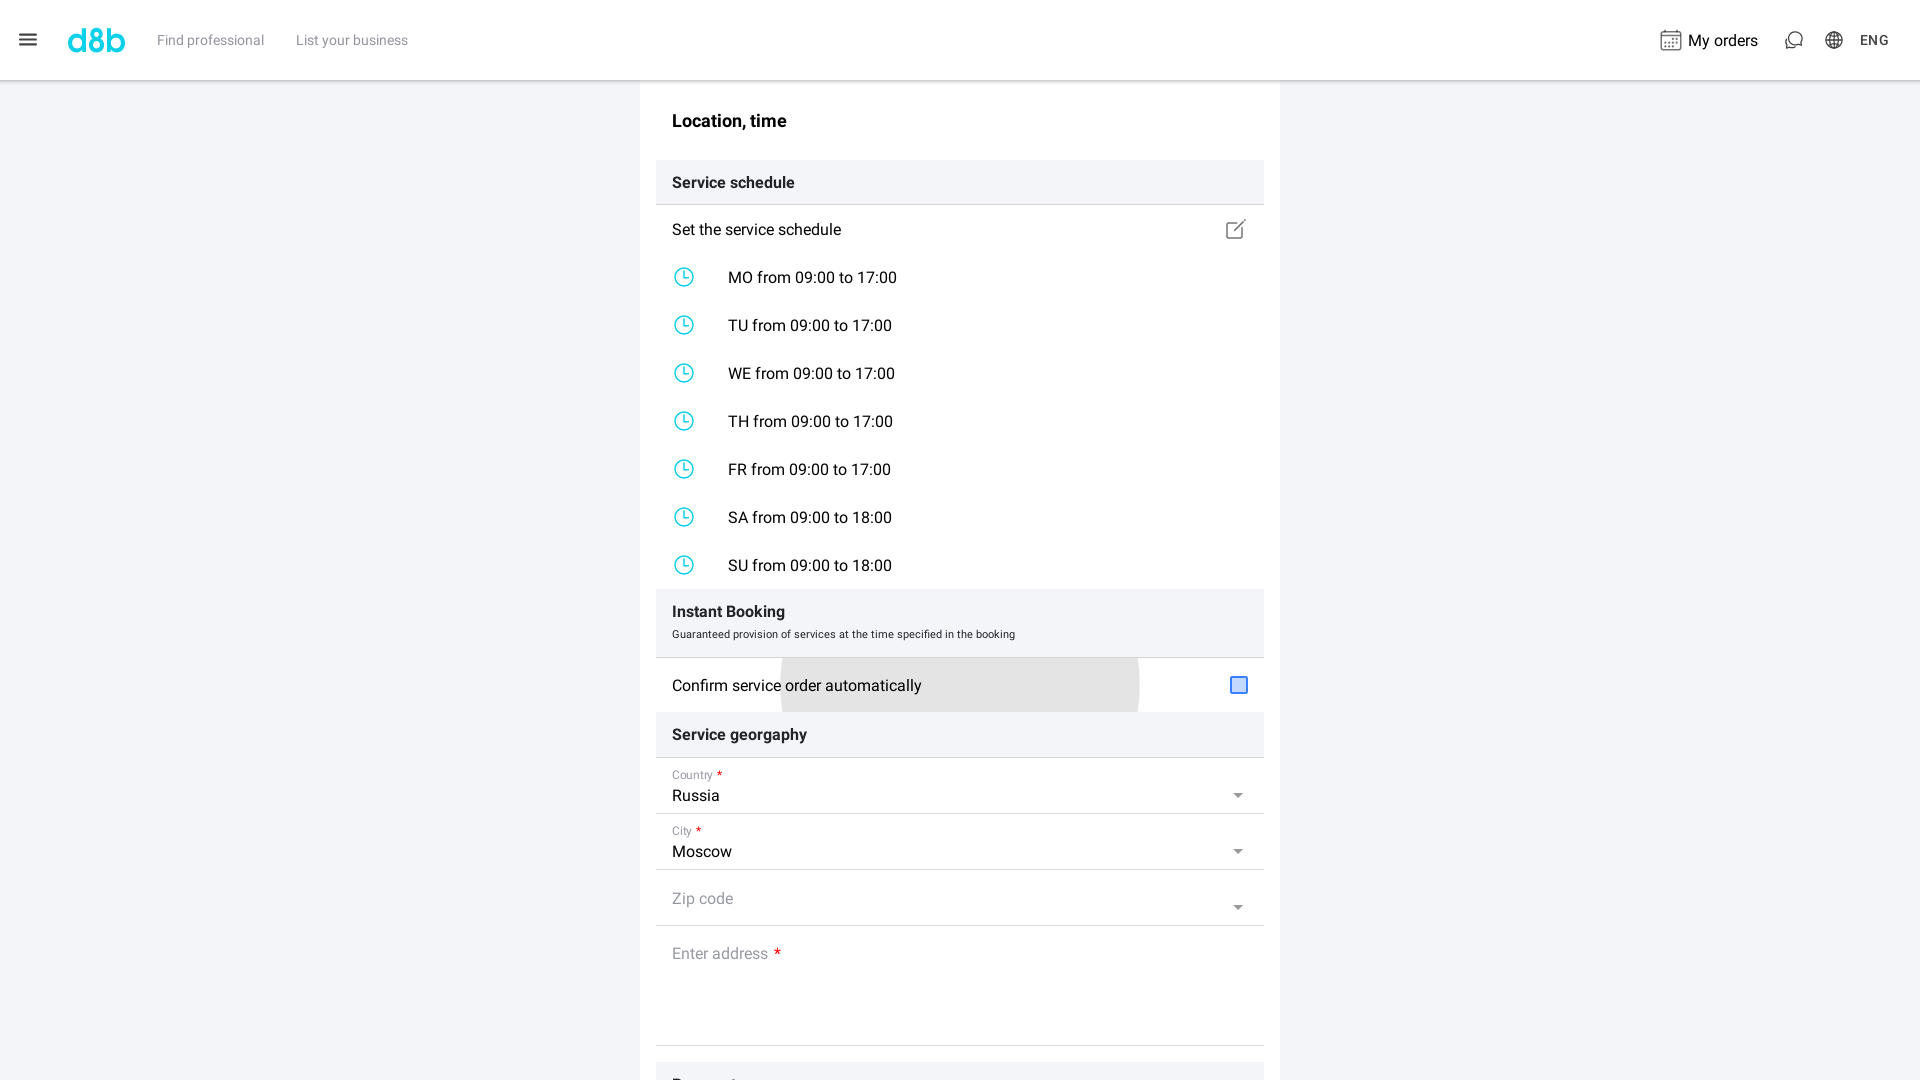 d8b
Find professional
List your business
My orders
ENG
Location, time
Service schedule
Set the service schedule
MO from 09:00 to 17:00
TU from 09:00 to 17:00
WE from 09:00 to 17:00
TH from 09:00 to 17:00
FR from 09:00 to 17:00
SA from 09:00 to 18:00
SU from 09:00 to 18:00
Instant Booking
Guaranteed provision of services at the time specified in the booking
Confirm service order automatically
Service georgaphy
Country *
Russia
City *
Moscow
Zip code
Enter address *